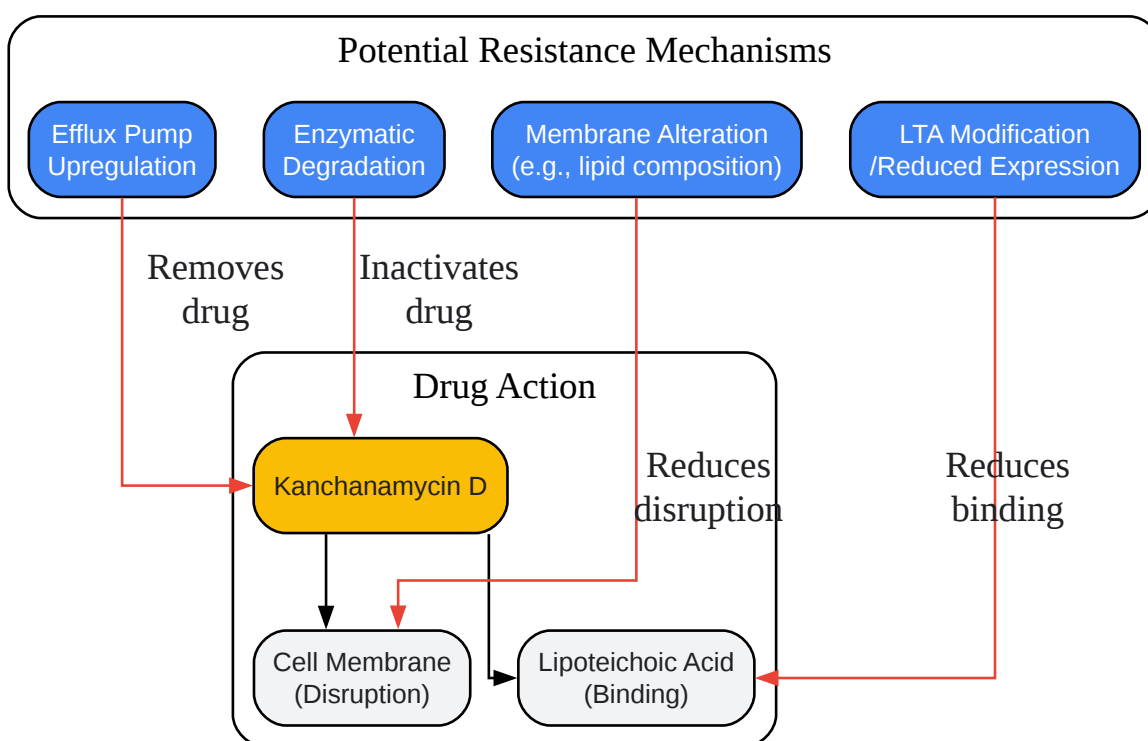 Potential Resistance Mechanisms
Efflux Pump
Upregulation
Enzymatic
Degradation
Membrane Alteration
(e.g., lipid composition)
LTA Modification
/Reduced Expression
Removes
drug
Inactivates
drug
Drug Action
Kanchanamycin D
Reduces
disruption
Reduces
binding
Cell Membrane
(Disruption)
Lipoteichoic Acid
(Binding)